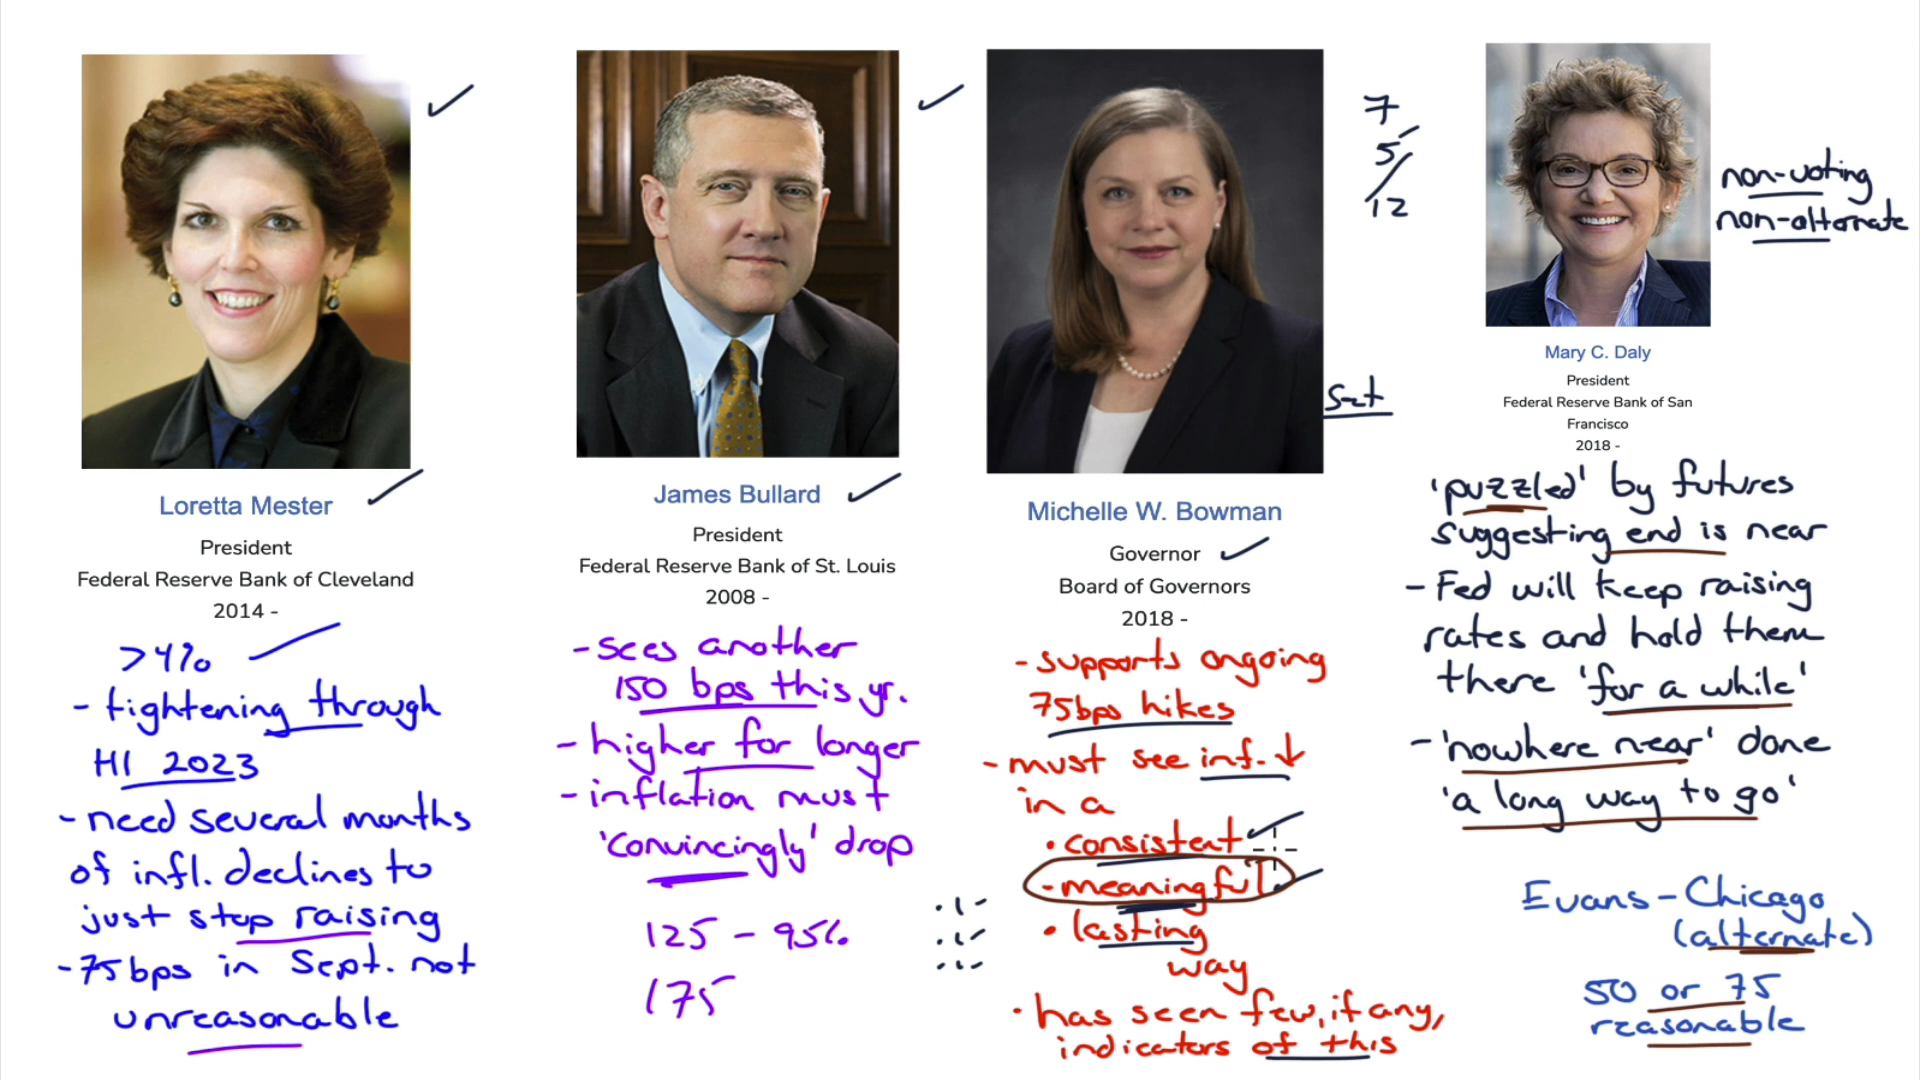 Loretta Mester
President
Federal Reserve Bank of Cleveland
2014 -
>4%
- tightening through
H1 2023
- need several months
of infl. declines to
just stop raising
- 75bps in Sept. not
unreasonable
James Bullard
President
Federal Reserve Bank of St. Louis
2008 -
- sees another
150 bps this yr.
- higher for longer
- inflation must
'convincingly' drop
125 - 95%
175
Michelle W. Bowman
Governor
Board of Governors
2018 -
- supports ongoing
75bps hikes
- must see inf. ↓
in a
• consistent
- meaningful
• lasting
way
• has seen few, if any,
indicators of this
7
5
12
Mary C. Daly
President
Federal Reserve Bank of San
Francisco
2018 -
non-voting
non-alternate
'puzzled' by futures
suggesting end is near
- Fed will keep raising
rates and hold them
there 'for a while'
- 'nowhere near' done
'a long way to go'
Evans - Chicago
(alternate)
50 or 75
reasonable